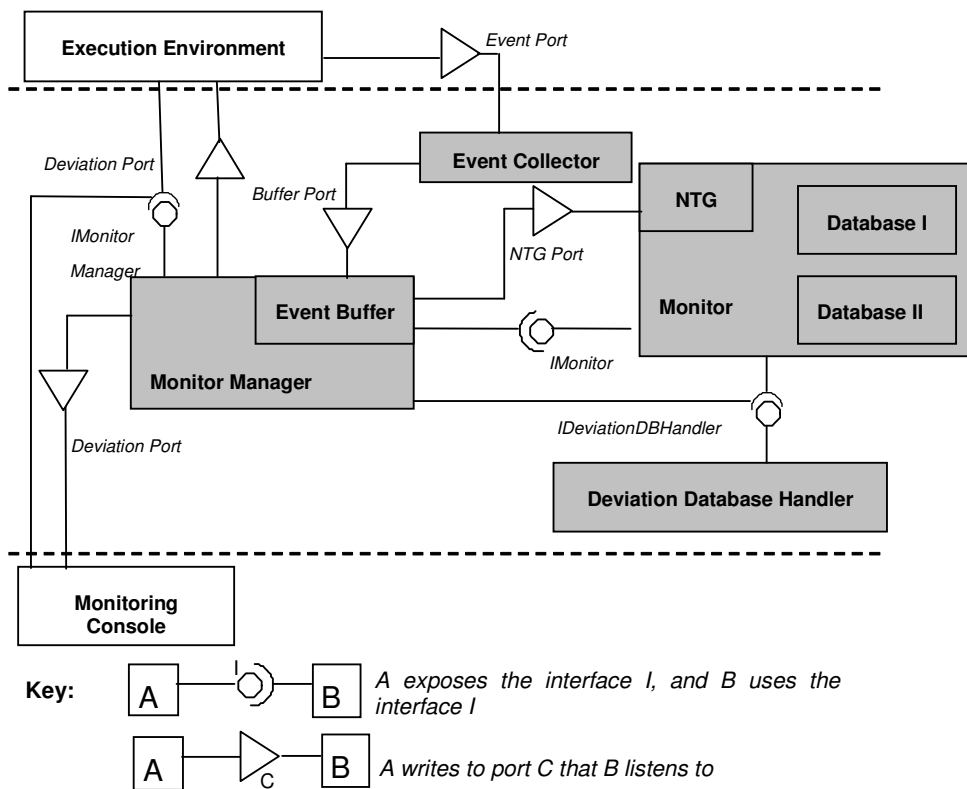 Execution Environment
Event Port
Deviation Port
Event Collector
Buffer Port
NTG
Database I
IMonitor
Manager
NTG Port
Event Buffer
Monitor
Database II
IMonitor
Monitor Manager
IDeviationDBHandler
Deviation Port
Deviation Database Handler
Monitoring
Console
Key:
A
I
B
A exposes the interface I, and B uses the
interface I
A
C
B
A writes to port C that B listens to